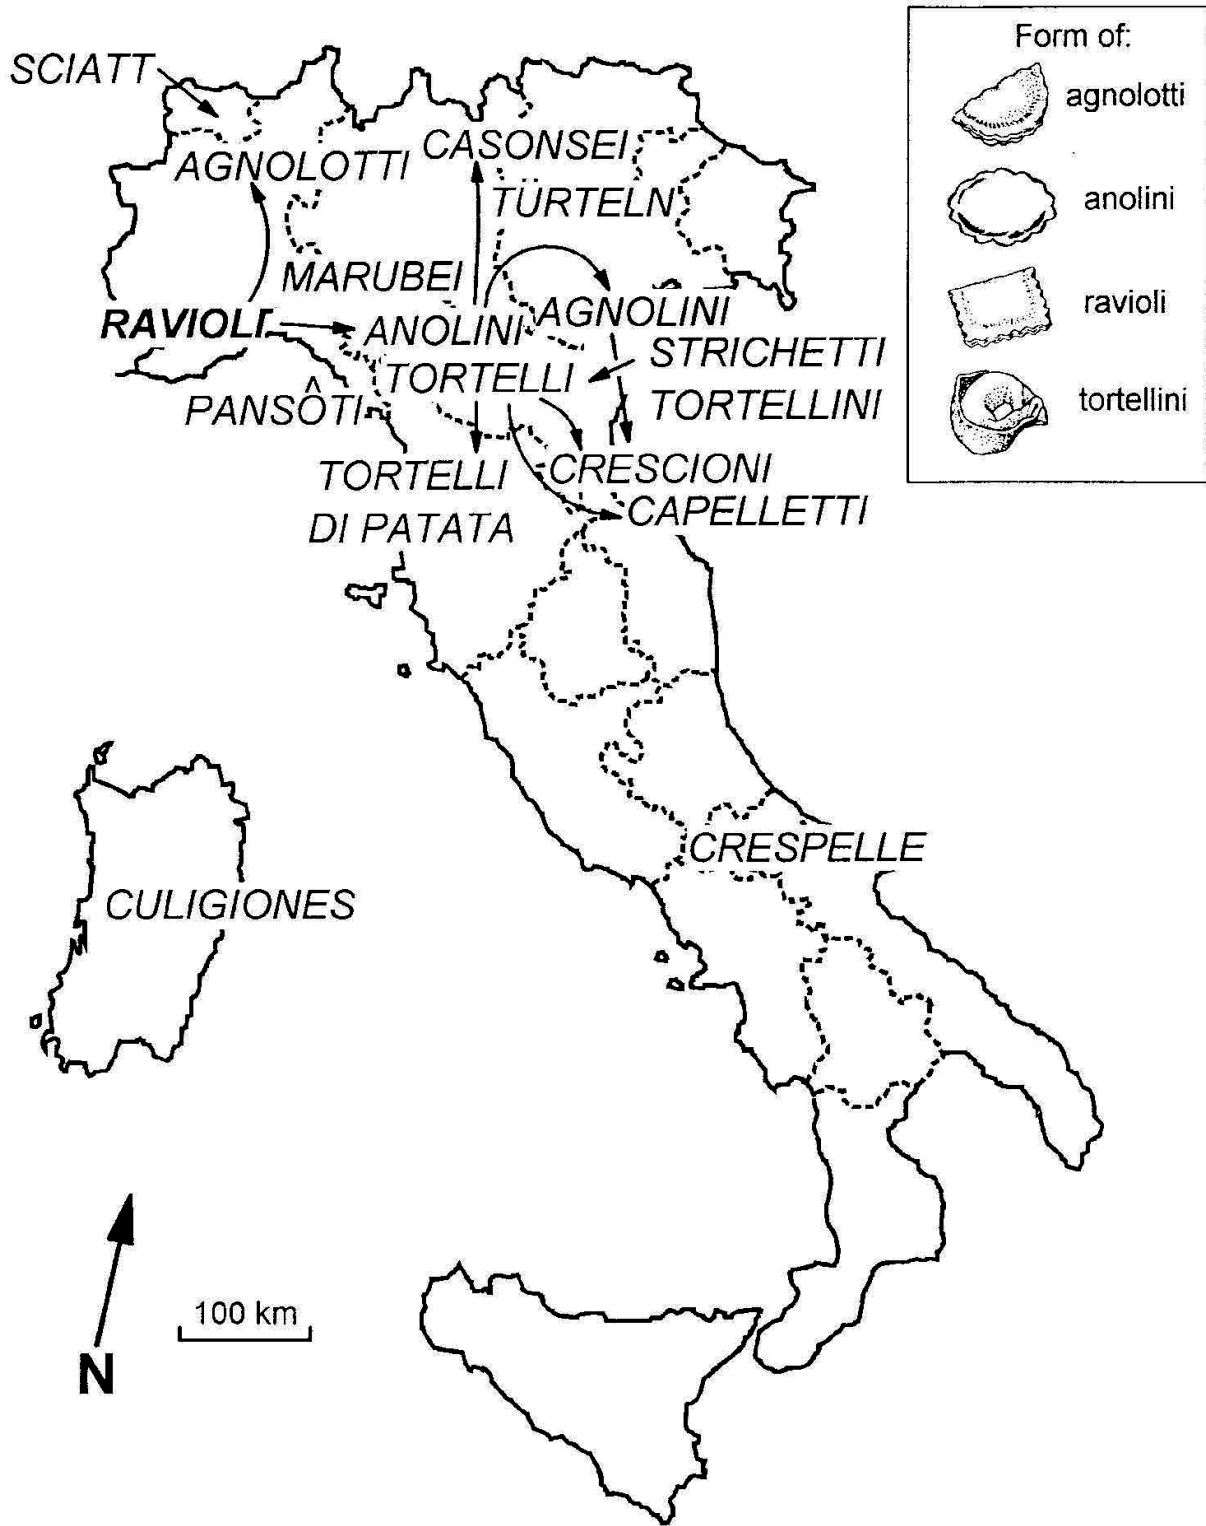 Form of:
agnolotti
anolini
ravioli
tortellini
SCIATT
AGNOLOTTI
CASONSEI
TÜRTELN
MARUBEI
RAVIOLI
ANOLINI
AGNOLINI
STRICHETTI
TORTELLI
TORTELLINI
PANSÔTI
TORTELLI
DI PATATA
CRESCIONI
CAPELLETTI
CRESPELLE
CULIGIONES
100 km
N